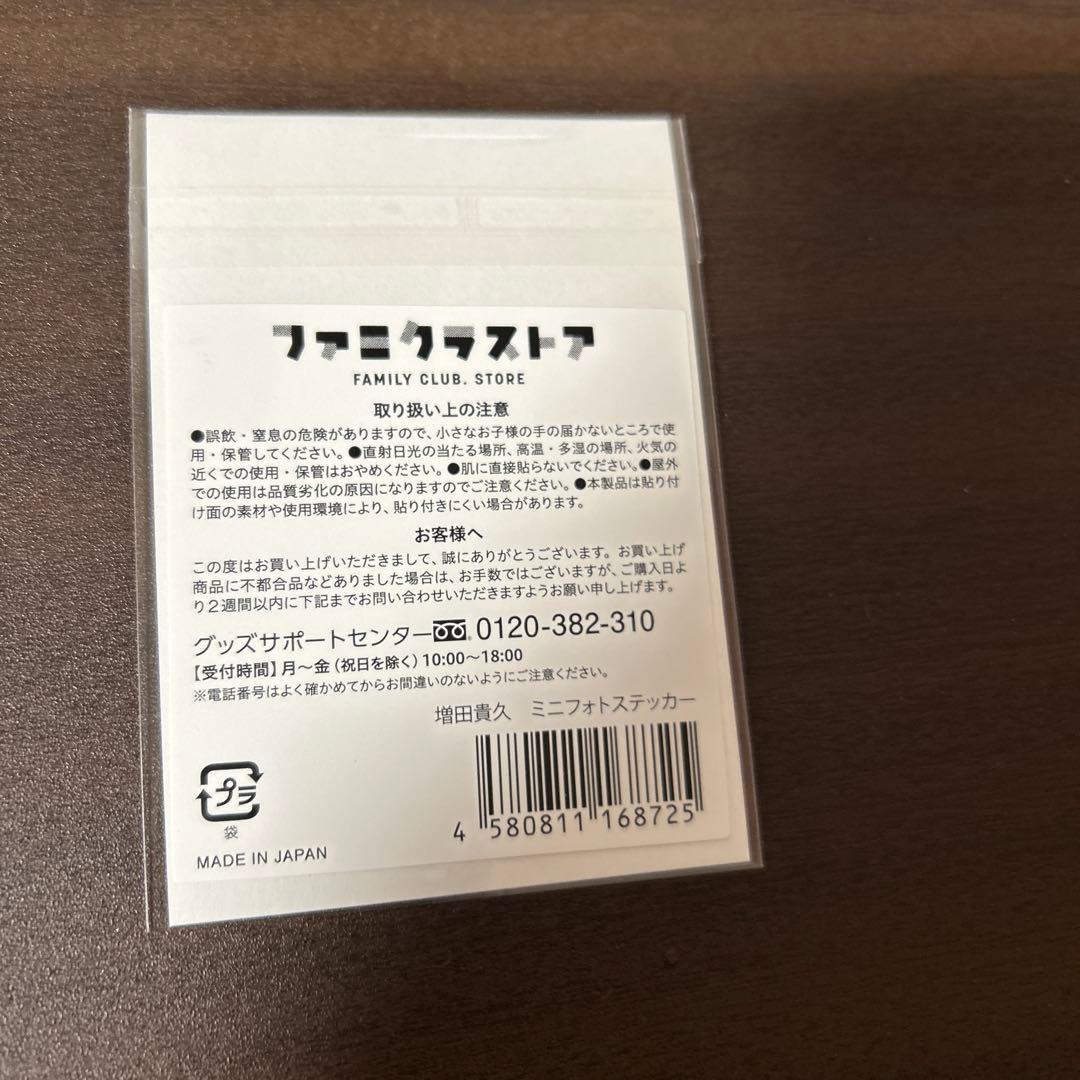 ファミクラストア
FAMILY CLUB. STORE
取り扱い上の注意
●誤飲・窒息の危険がありますので、小さなお子様の手の届かないところで使
用・保管してください。●直射日光の当たる場所、高温・多湿の場所、火気の
近くでの使用・保管はおやめください。●肌に直接貼らないでください。●屋外
での使用は品質劣化の原因になりますのでご注意ください。●本製品は貼り付
け面の素材や使用環境により、貼り付きにくい場合があります。
お客様へ
この度はお買い上げいただきまして、誠にありがとうございます。お買い上げ
商品に不都合品などありました場合は、お手数ではございますが、ご購入日よ
り2週間以内に下記までお問い合わせいただきますようお願い申し上げます。
グッズサポートセンター 0120-382-310
【受付時間】月〜金（祝日を除く）10:00〜18:00
※電話番号はよく確かめてからお間違いのないようにご注意ください。
増田貴久　ミニフォトステッカー
4 580811 168725
プラ
袋
MADE IN JAPAN